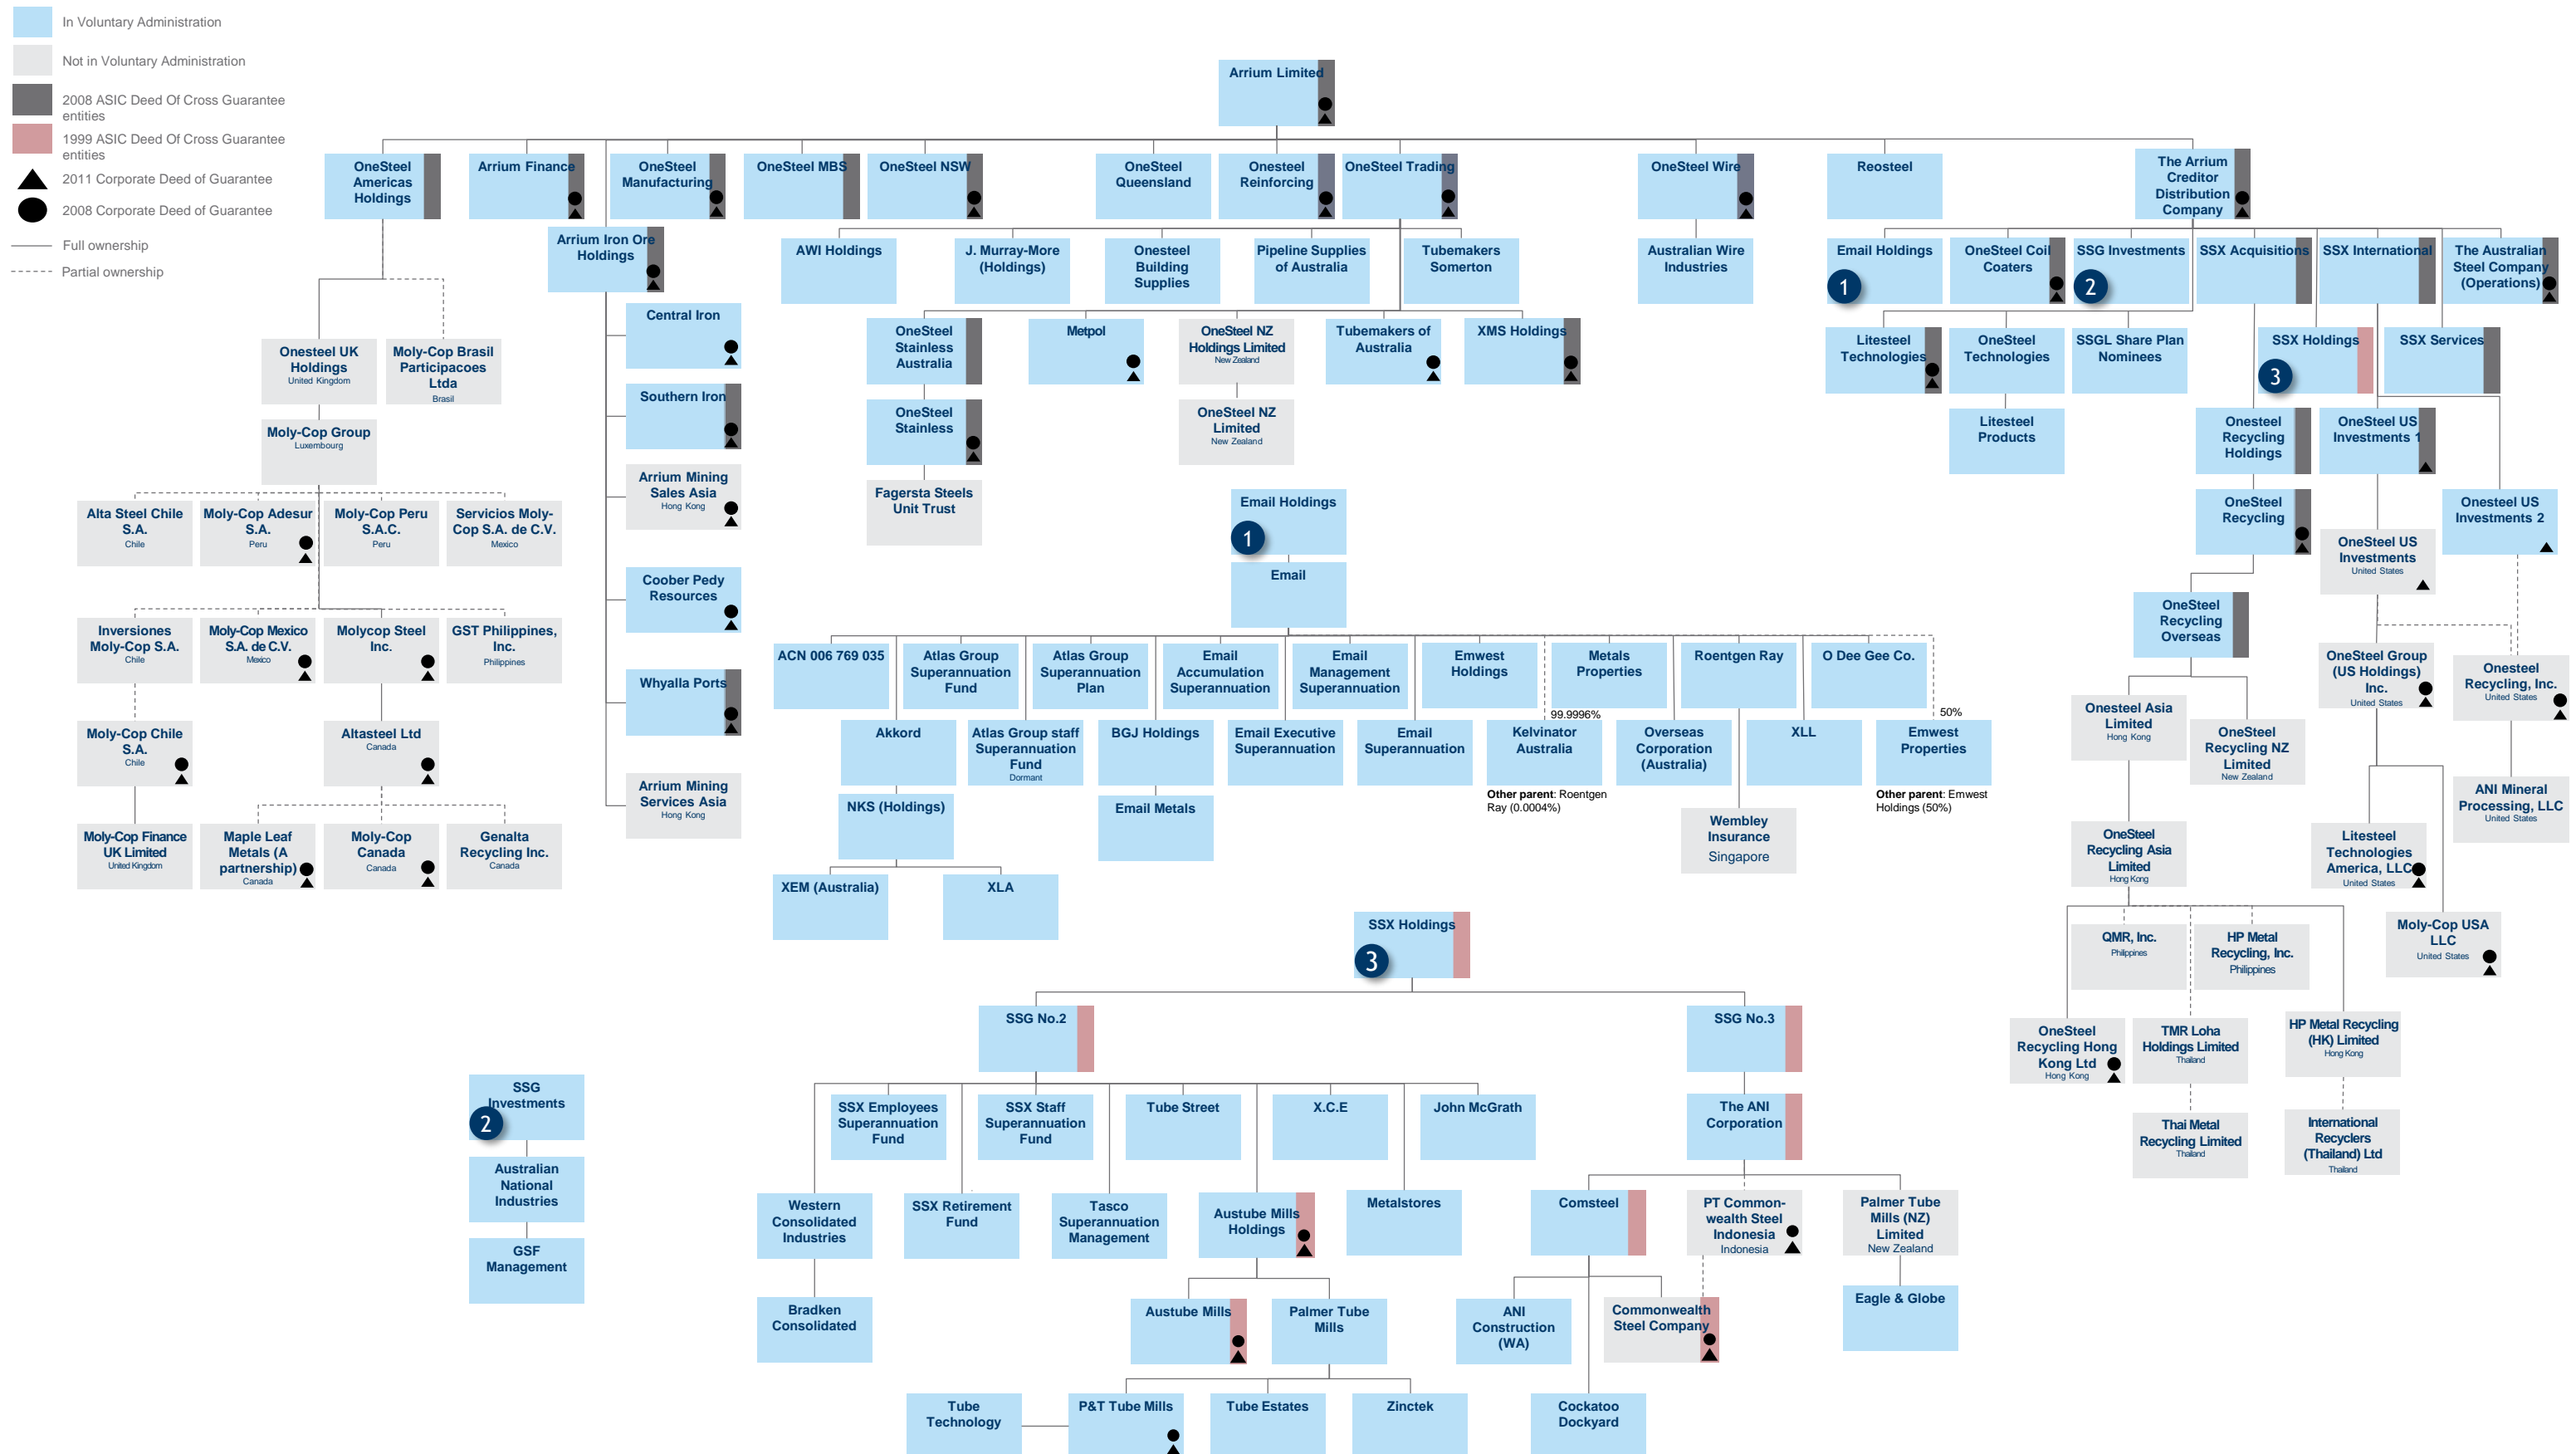 In Voluntary Administration
Not in Voluntary Administration
2008 ASIC Deed Of Cross Guarantee
entities
1999 ASIC Deed Of Cross Guarantee
entities
2011 Corporate Deed of Guarantee
2008 Corporate Deed of Guarantee
Full ownership
Partial ownership
Arrium Limited
OneSteel
Americas
Holdings
Arrium Finance
OneSteel
Manufacturing
OneSteel MBS
OneSteel NSW
OneSteel
Queensland
Onesteel
Reinforcing
OneSteel Trading
OneSteel Wire
Reosteel
The Arrium
Creditor
Distribution
Company
Arrium Iron Ore
Holdings
AWI Holdings
J. Murray-More
(Holdings)
Onesteel
Building
Supplies
Pipeline Supplies
of Australia
Tubemakers
Somerton
Australian Wire
Industries
Email Holdings
1
OneSteel Coil
Coaters
SSG Investments
2
SSX Acquisitions
SSX International
The Australian
Steel Company
(Operations)
Central Iron
Southern Iron
Arrium Mining
Sales Asia
Hong Kong
Coober Pedy
Resources
Whyalla Ports
Arrium Mining
Services Asia
Hong Kong
OneSteel
Stainless
Australia
Metpol
OneSteel NZ
Holdings Limited
New Zealand
Tubemakers of
Australia
XMS Holdings
OneSteel
Stainless
OneSteel NZ
Limited
New Zealand
Fagersta Steels
Unit Trust
Litesteel
Technologies
OneSteel
Technologies
SSGL Share Plan
Nominees
SSX Holdings
3
SSX Services
Litesteel
Products
Onesteel
Recycling
Holdings
OneSteel US
Investments 1
OneSteel
Recycling
Onesteel US
Investments 2
OneSteel US
Investments
United States
OneSteel
Recycling
Overseas
OneSteel Group
(US Holdings)
Inc.
United States
Onesteel
Recycling, Inc.
United States
Onesteel Asia
Limited
Hong Kong
OneSteel
Recycling NZ
Limited
New Zealand
ANI Mineral
Processing, LLC
United States
OneSteel
Recycling Asia
Limited
Hong Kong
Litesteel
Technologies
America, LLC
United States
Moly-Cop USA
LLC
United States
QMR, Inc.
Philippines
HP Metal
Recycling, Inc.
Philippines
OneSteel
Recycling Hong
Kong Ltd
Hong Kong
TMR Loha
Holdings Limited
Thailand
HP Metal Recycling
(HK) Limited
Hong Kong
Thai Metal
Recycling Limited
Thailand
International
Recyclers
(Thailand) Ltd
Thailand
Onesteel UK
Holdings
United Kingdom
Moly-Cop Brasil
Participacoes
Ltda
Brasil
Moly-Cop Group
Luxembourg
Alta Steel Chile
S.A.
Chile
Moly-Cop Adesur
S.A.
Peru
Moly-Cop Peru
S.A.C.
Peru
Servicios Moly-
Cop S.A. de C.V.
Mexico
Inversiones
Moly-Cop S.A.
Chile
Moly-Cop Mexico
S.A. de C.V.
Mexico
Molycop Steel
Inc.
GST Philippines,
Inc.
Philippines
Moly-Cop Chile
S.A.
Chile
Altasteel Ltd
Canada
Moly-Cop Finance
UK Limited
United Kingdom
Maple Leaf
Metals (A
partnership)
Canada
Moly-Cop
Canada
Canada
Genalta
Recycling Inc.
Canada
Email Holdings
1
Email
ACN 006 769 035
Atlas Group
Superannuation
Fund
Atlas Group
Superannuation
Plan
Email
Accumulation
Superannuation
Email
Management
Superannuation
Emwest
Holdings
Metals
Properties
Roentgen Ray
O Dee Gee Co.
99.9996%
50%
Akkord
Atlas Group staff
Superannuation
Fund
Dormant
BGJ Holdings
Email Executive
Superannuation
Email
Superannuation
Kelvinator
Australia
Overseas
Corporation
(Australia)
XLL
Emwest
Properties
Other parent: Roentgen
Ray (0.0004%)
Other parent: Emwest
Holdings (50%)
NKS (Holdings)
Email Metals
Wembley
Insurance
Singapore
XEM (Australia)
XLA
SSX Holdings
3
SSG No.2
SSG No.3
SSX Employees
Superannuation
Fund
SSX Staff
Superannuation
Fund
Tube Street
X.C.E
John McGrath
The ANI
Corporation
Western
Consolidated
Industries
SSX Retirement
Fund
Tasco
Superannuation
Management
Austube Mills
Holdings
Metalstores
Comsteel
PT Common-
wealth Steel
Indonesia
Indonesia
Palmer Tube
Mills (NZ)
Limited
New Zealand
Bradken
Consolidated
Austube Mills
Palmer Tube
Mills
ANI
Construction
(WA)
Commonwealth
Steel Company
Eagle & Globe
Tube
Technology
P&T Tube Mills
Tube Estates
Zinctek
Cockatoo
Dockyard
SSG
Investments
2
Australian
National
Industries
GSF
Management